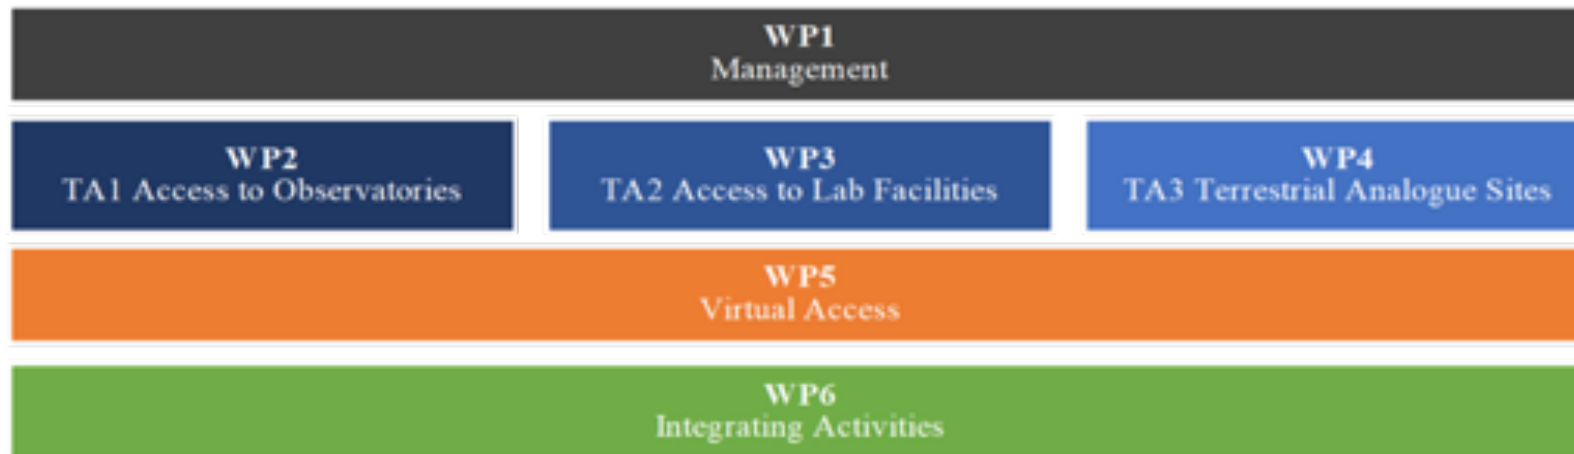 WP1
Management
WP2
TA1 Access to Observatories
WP3
TA2 Access to Lab Facilities
WP4
TA3 Terrestrial Analogue Sites
WP5
Virtual Access
WP6
Integrating Activities